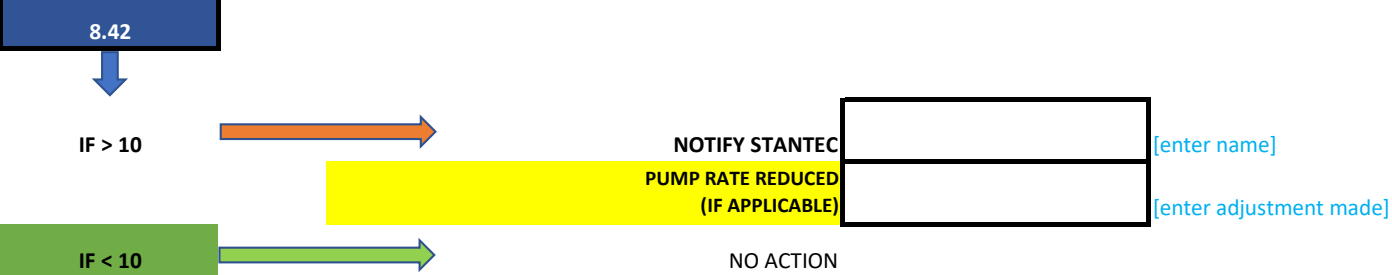 8.42
IF > 10
NOTIFY STANTEC
[enter name]
PUMP RATE REDUCED
(IF APPLICABLE)
[enter adjustment made]
IF < 10
NO ACTION